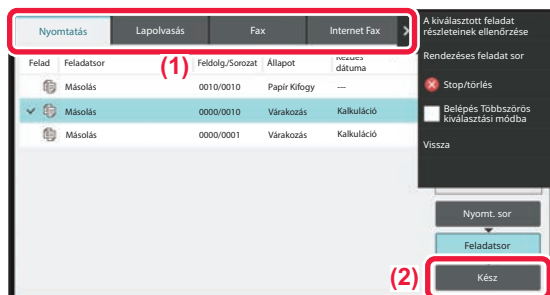 Nyomtatás Lapolvasás Fax Internet Fax
(1)
Felad Feladatsor Feldolg./Sorozat Állapot Kezdés
dátuma
Másolás 0010/0010 Papír Kifogy ---
Másolás 0000/0010 Várakozás Kalkuláció
Másolás 0000/0001 Várakozás Kalkuláció
A kiválasztott feladat
részleteinek ellenőrzése
Rendezéses feladat sor
Stop/törlés
Belépés Többszörös
kiválasztási módba
Vissza
Nyomt. sor
Feladatsor
(2)
Kész